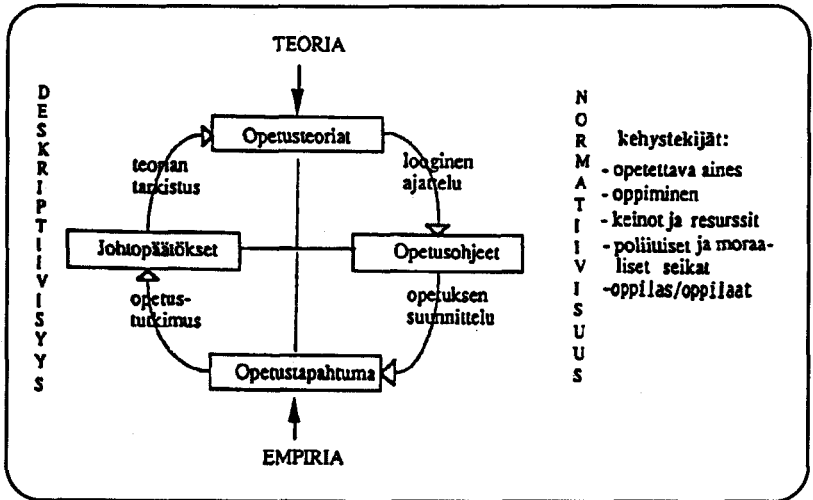 TEORIA
DESKRIPTIIVISYYS
Opetusteoriat
teorian
tarkistus
looginen
ajattelu
Johtopäätökset
Opetusohjeet
opetus-
tutkimus
opetuksen
suunnittelu
Opetustapahtuma
EMPIRIA
NORMATIIVISUUS
kehystekijät:
- opetettava aines
- oppiminen
- keinot ja resurssit
- poliittiset ja moraa-
liset seikat
-oppilas/oppilaat